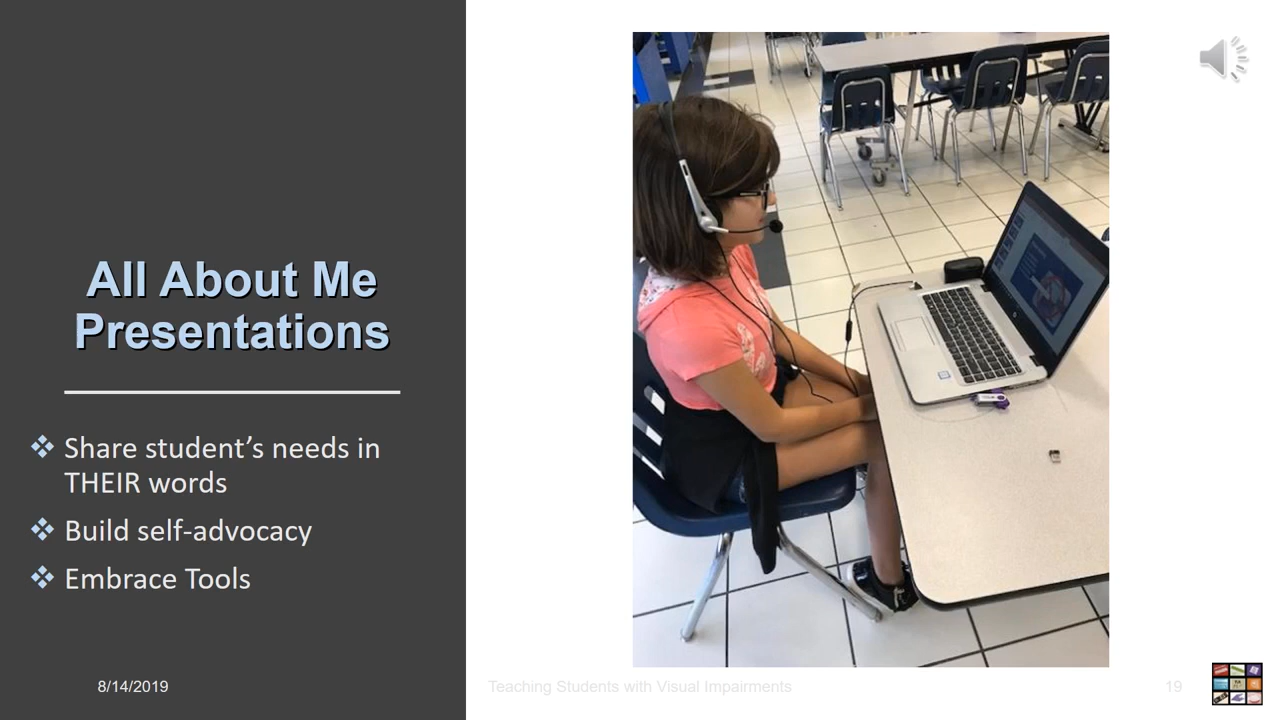 All About Me
Presentations
Share student's needs in
THEIR words
Build self-advocacy
Embrace Tools
8/14/2019
Teaching Students with Visual Impairments
19